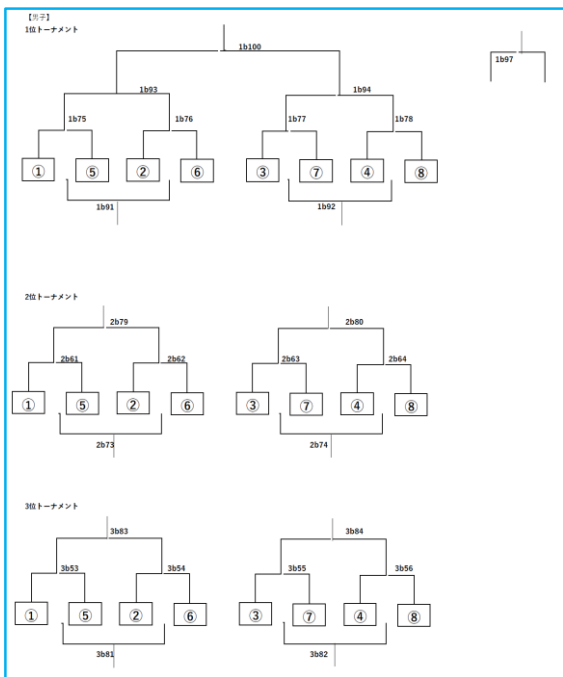 【男子】
1位トーナメント
1b100
1b97
1b93 1b94
1b75 1b76 1b77 1b78
① ⑤ ② ⑥ ③ ⑦ ④ ⑧
1b91 1b92
2位トーナメント
2b79 2b80
2b61 2b62 2b63 2b64
① ⑤ ② ⑥ ③ ⑦ ④ ⑧
2b73 2b74
3位トーナメント
3b83 3b84
3b53 3b54 3b55 3b56
① ⑤ ② ⑥ ③ ⑦ ④ ⑧
3b81 3b82